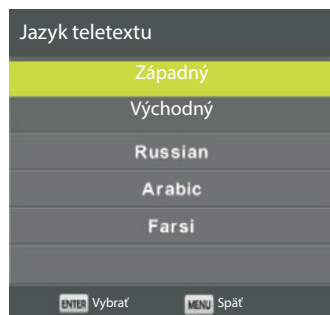 Jazyk teletextu
Západný
Východný
Russian
Arabic
Farsi
ENTER Vybrať MENU Späť